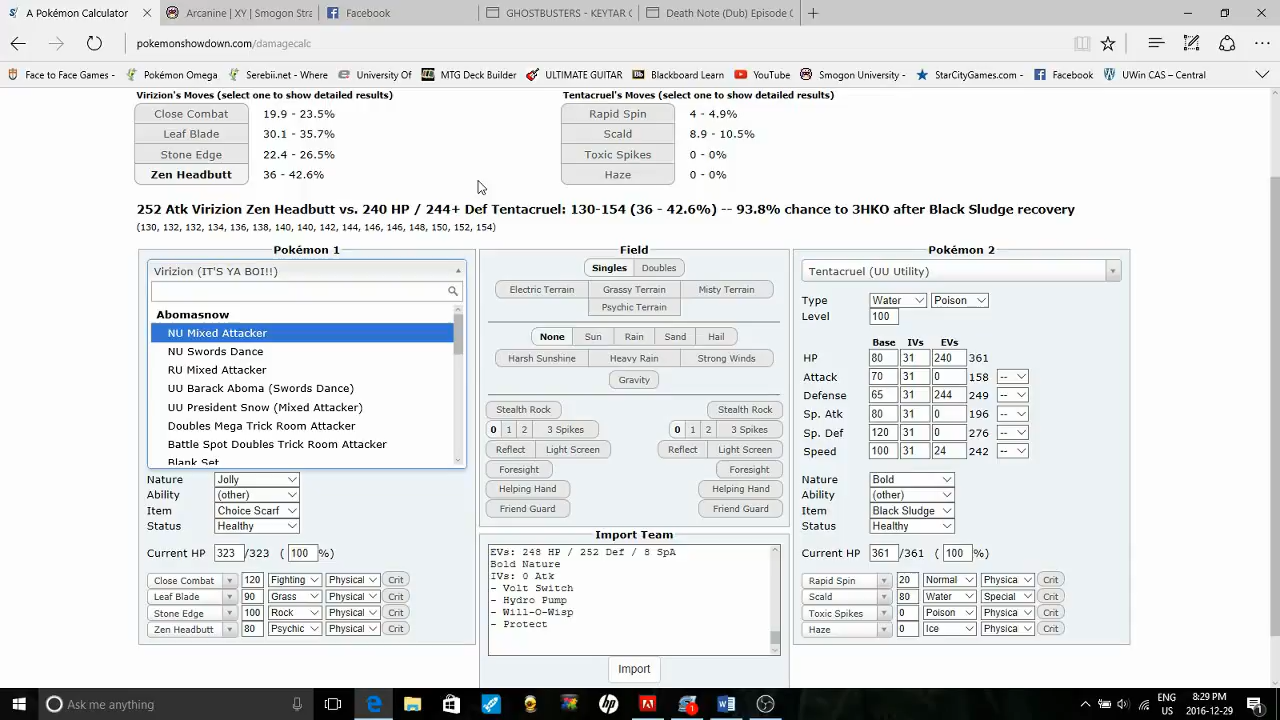 A Pokémon Calculator
Arcanine | XY | Smogon Stra
Facebook
GHOSTBUSTERS - KEYTAR C
Death Note (Dub) Episode C
pokemonshowdown.com/damagecalc
Face to Face Games -
Pokémon Omega
Serebii.net - Where
University Of
MTG Deck Builder
ULTIMATE GUITAR
Blackboard Learn
YouTube
Smogon University -
StarCityGames.com -
Facebook
UWin CAS – Central
Virizion's Moves (select one to show detailed results)
Close Combat 19.9 - 23.5%
Leaf Blade 30.1 - 35.7%
Stone Edge 22.4 - 26.5%
Zen Headbutt 36 - 42.6%
Tentacruel's Moves (select one to show detailed results)
Rapid Spin 4 - 4.9%
Scald 8.9 - 10.5%
Toxic Spikes 0 - 0%
Haze 0 - 0%
252 Atk Virizion Zen Headbutt vs. 240 HP / 244+ Def Tentacruel: 130-154 (36 - 42.6%) -- 93.8% chance to 3HKO after Black Sludge recovery
(130, 132, 132, 134, 136, 138, 140, 140, 142, 144, 146, 146, 148, 150, 152, 154)
Pokémon 1
Virizion (IT'S YA BOI!!)
Abomasnow
NU Mixed Attacker
NU Swords Dance
RU Mixed Attacker
UU Barack Aboma (Swords Dance)
UU President Snow (Mixed Attacker)
Doubles Mega Trick Room Attacker
Battle Spot Doubles Trick Room Attacker
Blank Set
Nature Jolly
Ability (other)
Item Choice Scarf
Status Healthy
Current HP 323 /323 ( 100 %)
Close Combat 120 Fighting Physical Crit
Leaf Blade 90 Grass Physical Crit
Stone Edge 100 Rock Physical Crit
Zen Headbutt 80 Psychic Physical Crit
Field
Singles Doubles
Electric Terrain Grassy Terrain Misty Terrain
Psychic Terrain
None Sun Rain Sand Hail
Harsh Sunshine Heavy Rain Strong Winds
Gravity
Stealth Rock Stealth Rock
0 1 2 3 Spikes 0 1 2 3 Spikes
Reflect Light Screen Reflect Light Screen
Foresight Foresight
Helping Hand Helping Hand
Friend Guard Friend Guard
Import Team
EVs: 248 HP / 252 Def / 8 SpA
Bold Nature
IVs: 0 Atk
- Volt Switch
- Hydro Pump
- Will-O-Wisp
- Protect
Import
Pokémon 2
Tentacruel (UU Utility)
Type Water Poison
Level 100
Base IVs EVs
HP 80 31 240 361
Attack 70 31 0 158 --
Defense 65 31 244 249 --
Sp. Atk 80 31 0 196 --
Sp. Def 120 31 0 276 --
Speed 100 31 24 242 --
Nature Bold
Ability (other)
Item Black Sludge
Status Healthy
Current HP 361 /361 ( 100 %)
Rapid Spin 20 Normal Physica Crit
Scald 80 Water Special Crit
Toxic Spikes 0 Poison Physica Crit
Haze 0 Ice Physica Crit
Ask me anything
1
ENG
US
8:29 PM
2016-12-29
1